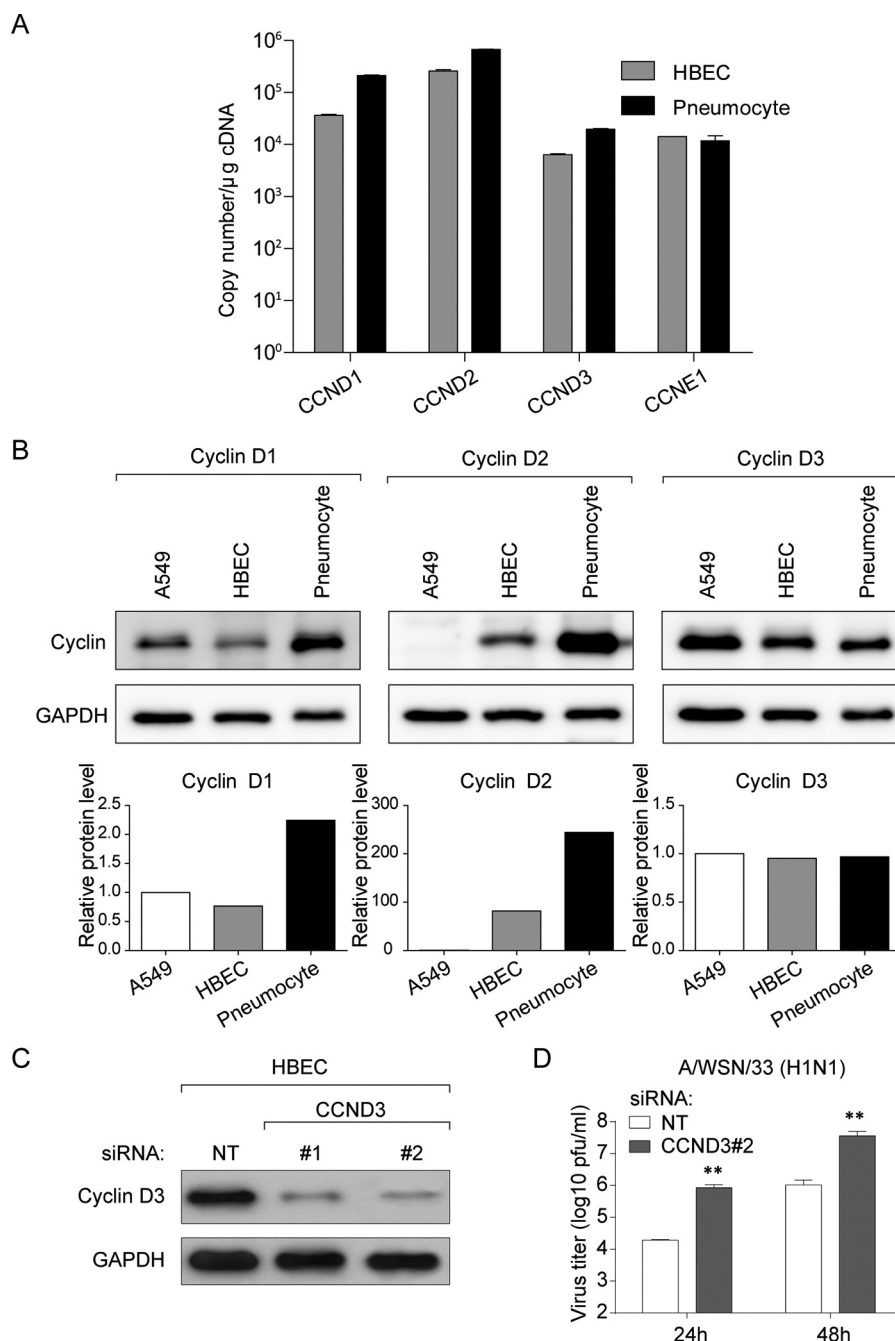 A
Copy number/µg cDNA
10⁶
10⁵
10⁴
10³
10²
10¹
10⁰
HBEC
Pneumocyte
CCND1
CCND2
CCND3
CCNE1
B
Cyclin D1
Cyclin D2
Cyclin D3
A549
HBEC
Pneumocyte
A549
HBEC
Pneumocyte
A549
HBEC
Pneumocyte
Cyclin
GAPDH
Cyclin D1
Relative protein level
2.5
2.0
1.5
1.0
0.5
0.0
A549
HBEC
Pneumocyte
Cyclin D2
Relative protein level
300
200
100
0
A549
HBEC
Pneumocyte
Cyclin D3
Relative protein level
1.5
1.0
0.5
0.0
A549
HBEC
Pneumocyte
C
HBEC
CCND3
siRNA: NT #1 #2
Cyclin D3
GAPDH
D
A/WSN/33 (H1N1)
siRNA:
NT
CCND3#2
Virus titer (log10 pfu/ml)
8
7
6
5
4
3
2
**
**
24h
48h